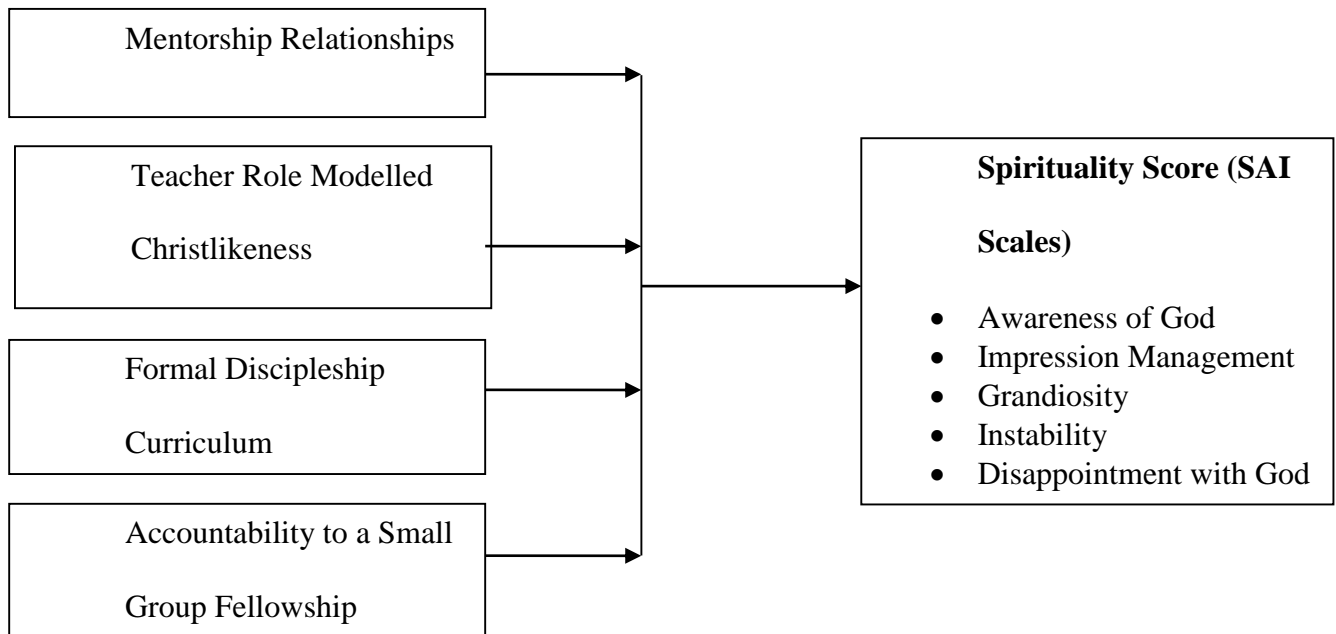 Mentorship Relationships
Teacher Role Modelled
Christlikeness
Formal Discipleship
Curriculum
Accountability to a Small
Group Fellowship
Spirituality Score (SAI
Scales)
• Awareness of God
• Impression Management
• Grandiosity
• Instability
• Disappointment with God